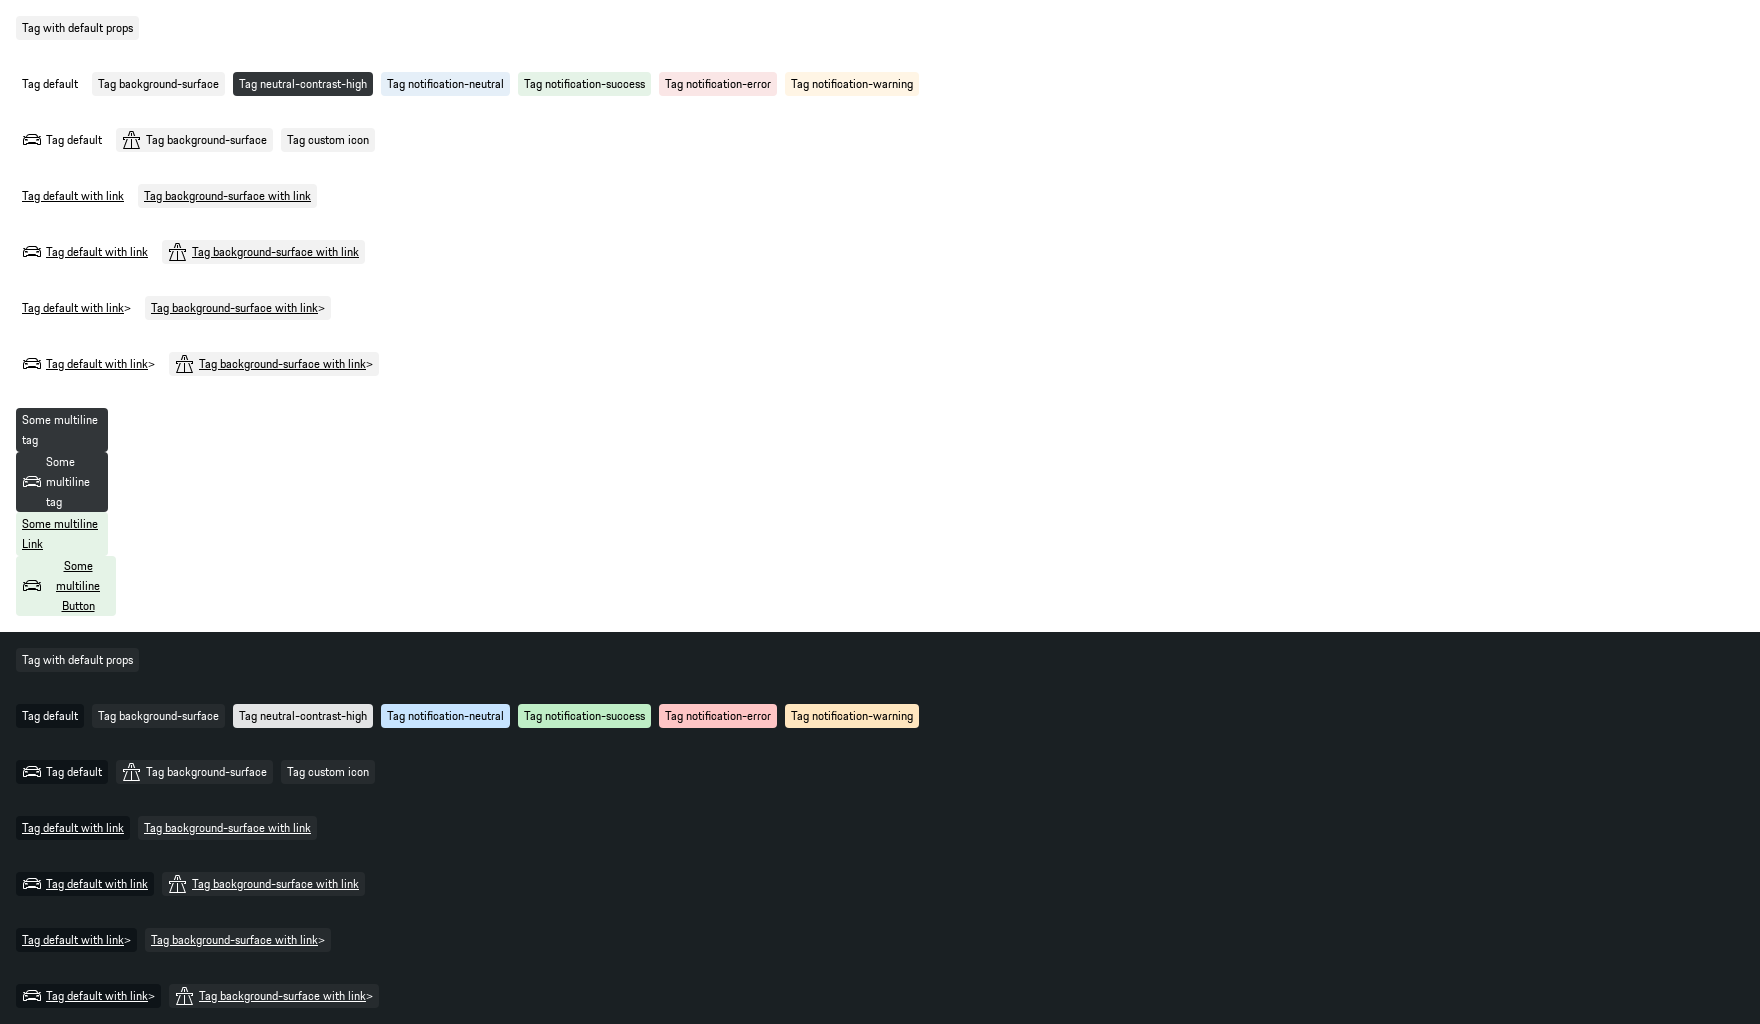 Tag with default props
Tag default Tag background-surface Tag neutral-contrast-high Tag notification-neutral Tag notification-success Tag notification-error Tag notification-warning
Tag default Tag background-surface Tag custom icon
Tag default with link Tag background-surface with link
Tag default with link Tag background-surface with link
Tag default with link> Tag background-surface with link>
Tag default with link> Tag background-surface with link>
Some multiline
tag
Some
multiline
tag
Some multiline
Link
Some
multiline
Button
Tag with default props
Tag default Tag background-surface Tag neutral-contrast-high Tag notification-neutral Tag notification-success Tag notification-error Tag notification-warning
Tag default Tag background-surface Tag custom icon
Tag default with link Tag background-surface with link
Tag default with link Tag background-surface with link
Tag default with link> Tag background-surface with link>
Tag default with link> Tag background-surface with link>